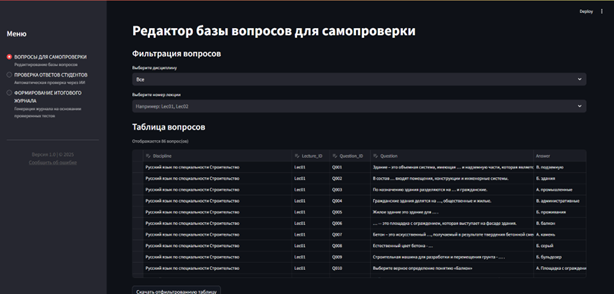 Deploy
Меню
ВОПРОСЫ ДЛЯ САМОПРОВЕРКИ
Редактирование базы вопросов
ПРОВЕРКА ОТВЕТОВ СТУДЕНТОВ
Автоматическая проверка через ИИ
ФОРМИРОВАНИЕ ИТОГОВОГО
ЖУРНАЛА
Генерация журнала на основании
проверенных тестов
Версия 1.0 | © 2025
Сообщить об ошибке
Редактор базы вопросов для самопроверки
Фильтрация вопросов
Выберите дисциплину
Все
Выберите номер лекции
Например: Lec01, Lec02
Таблица вопросов
Отображается вопрос(ов)
Discipline Lecture_ID Question_ID Question Answer
Русский язык по специальности Строительство Lec01 Q001 Здание – это объемная система, имеющая … и надземную части, которая являетс Б. подземную
Русский язык по специальности Строительство Lec01 Q002 В состав … входят помещения, конструкции и инженерные системы. Б. здания
Русский язык по специальности Строительство Lec01 Q003 По назначению здания разделяются на … и гражданские. А. промышленные
Русский язык по специальности Строительство Lec01 Q004 Гражданские здания делятся на …, общественные и жилые. В. административные
Русский язык по специальности Строительство Lec01 Q005 Жилое здание это здание для … . Б. проживания
Русский язык по специальности Строительство Lec01 Q006 … – это площадка с ограждением, которая выступает на фасаде здания. В. балкон
Русский язык по специальности Строительство Lec01 Q007 Бетон – это искусственный …, получаемый в результате твердения бетонной сме А. камень
Русский язык по специальности Строительство Lec01 Q008 Естественный цвет бетона - … Б. серый
Русский язык по специальности Строительство Lec01 Q009 Строительная машина для разработки и перемещения грунта - … . Б. бульдозер
Русский язык по специальности Строительство Lec01 Q010 Выберите верное определение понятию «Балкон» А. Площадка с ограждени
Скачать отфильтрованную таблицу